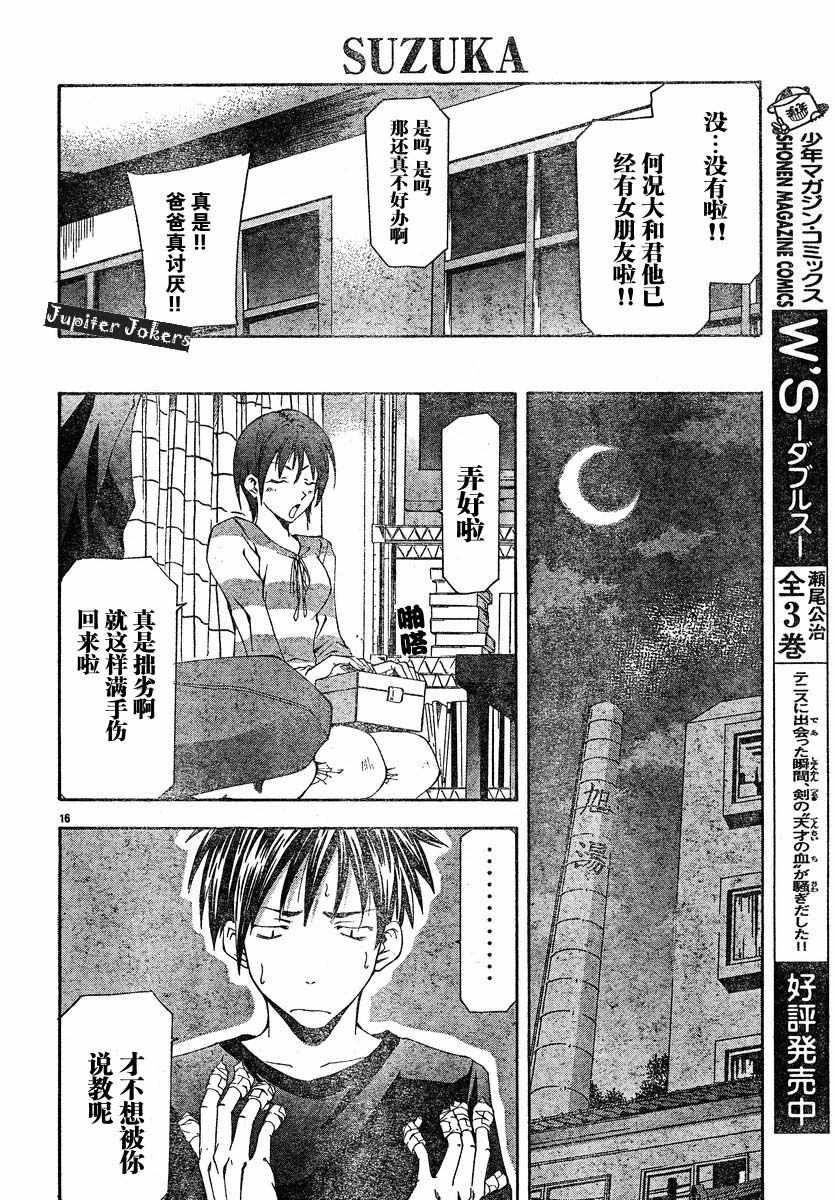 SUZUKA
没…没有啦!!
何况大和君他已
经有女朋友啦!!
是吗 是吗
那还真不好办啊
真是!!
爸爸真讨厌!!
Jupiter Jokers
旭湯
弄好啦
啪嗒
真是拙劣啊
就这样满手伤
回来啦
16
………
才不想被你
说教呢
少年マガジン・コミックス
SHONEN MAGAZINE COMICS
W'S―ダブルス―
瀬尾公治
全3巻
テニスに出会った瞬間、剣の"天才の血"が騒ぎだした!!
好評発売中